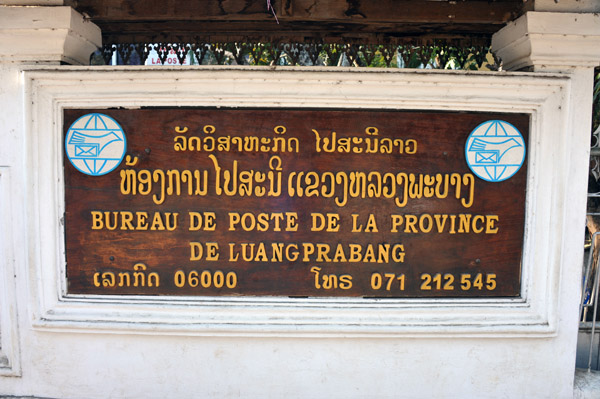 LA POSTE
ລັດວິສາຫະກິດ ໄປສະນີລາວ
ຫ້ອງການໄປສະນີ ແຂວງຫລວງພະບາງ
BUREAU DE POSTE DE LA PROVINCE
DE LUANGPRABANG
ເລກກິດ 06000 ໂທຣ 071 212 545